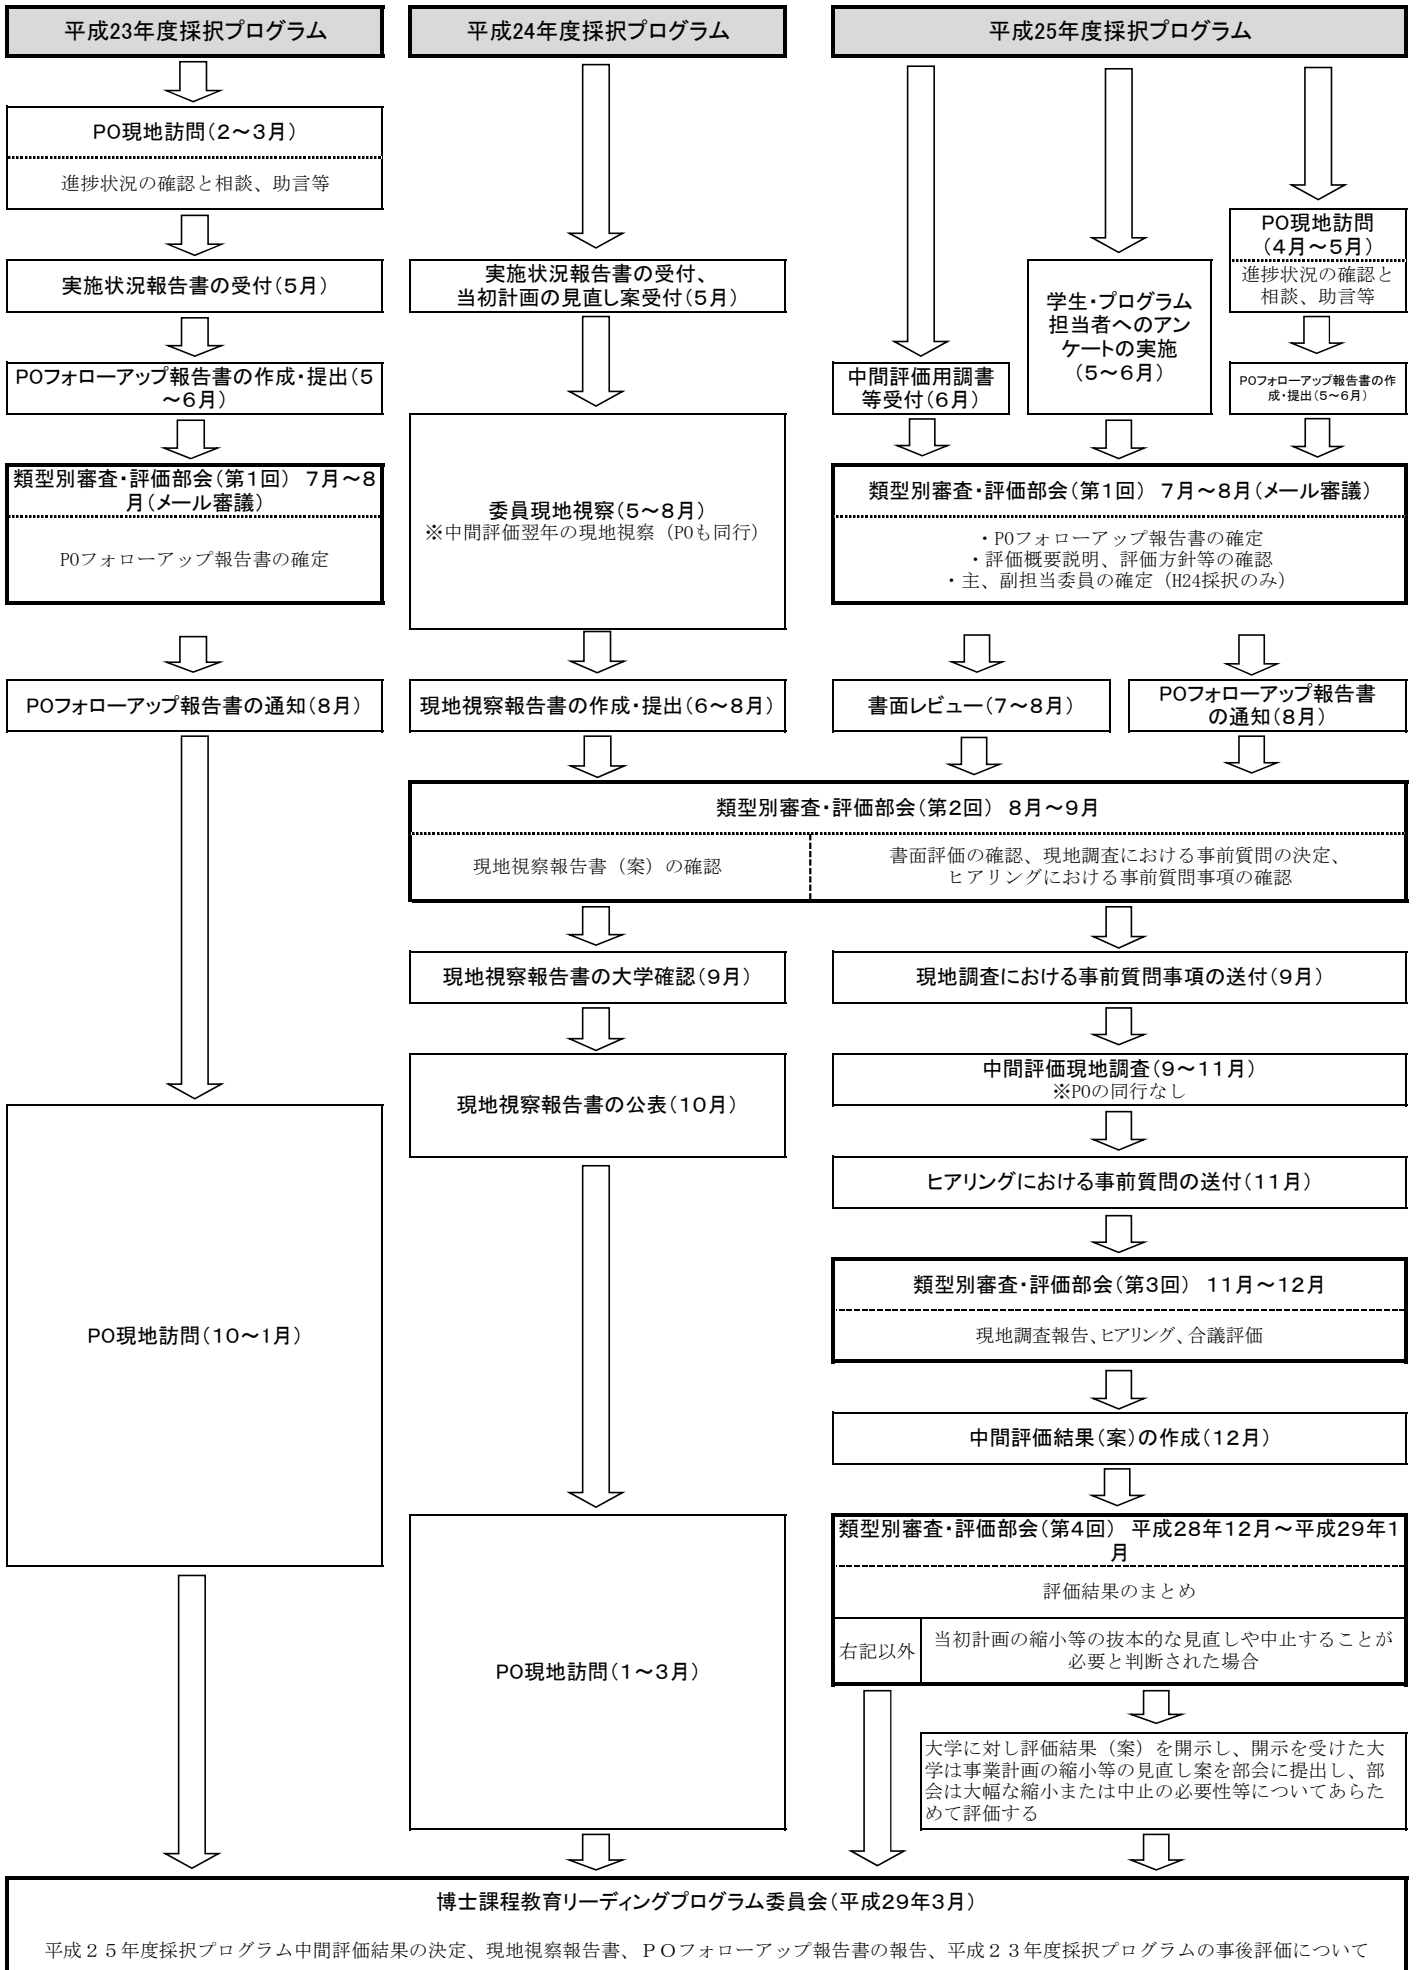 平成23年度採択プログラム
平成24年度採択プログラム
平成25年度採択プログラム
PO現地訪問(2～3月)
進捗状況の確認と相談、助言等
実施状況報告書の受付(5月)
POフォローアップ報告書の作成・提出(5
～6月)
類型別審査・評価部会(第1回) 7月～8
月(メール審議)
POフォローアップ報告書の確定
POフォローアップ報告書の通知(8月)
PO現地訪問(10～1月)
実施状況報告書の受付、
当初計画の見直し案受付(5月)
委員現地視察(5～8月)
※中間評価翌年の現地視察（POも同行）
現地視察報告書の作成・提出(6～8月)
中間評価用調書
等受付(6月)
学生・プログラム
担当者へのアン
ケートの実施
(5～6月)
PO現地訪問
(4月～5月)
進捗状況の確認と
相談、助言等
POフォローアップ報告書の作
成・提出(5～6月)
類型別審査・評価部会(第1回) 7月～8月(メール審議)
・POフォローアップ報告書の確定
・評価概要説明、評価方針等の確認
・主、副担当委員の確定（H24採択のみ）
書面レビュー(7～8月)
POフォローアップ報告書
の通知(8月)
類型別審査・評価部会(第2回) 8月～9月
現地視察報告書（案）の確認
書面評価の確認、現地調査における事前質問の決定、
ヒアリングにおける事前質問事項の確認
現地視察報告書の大学確認(9月)
現地視察報告書の公表(10月)
PO現地訪問(1～3月)
現地調査における事前質問事項の送付(9月)
中間評価現地調査(9～11月)
※POの同行なし
ヒアリングにおける事前質問の送付(11月)
類型別審査・評価部会(第3回) 11月～12月
現地調査報告、ヒアリング、合議評価
中間評価結果(案)の作成(12月)
類型別審査・評価部会(第4回) 平成28年12月～平成29年1
月
評価結果のまとめ
右記以外
当初計画の縮小等の抜本的な見直しや中止することが
必要と判断された場合
大学に対し評価結果（案）を開示し、開示を受けた大
学は事業計画の縮小等の見直し案を部会に提出し、部
会は大幅な縮小または中止の必要性等についてあらた
めて評価する
博士課程教育リーディングプログラム委員会(平成29年3月)
平成２５年度採択プログラム中間評価結果の決定、現地視察報告書、ＰＯフォローアップ報告書の報告、平成２３年度採択プログラムの事後評価について